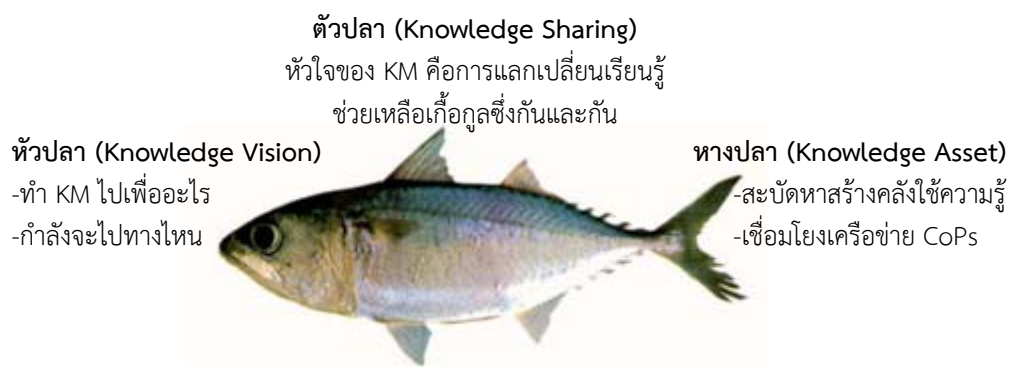 ตัวปลา (Knowledge Sharing)
หัวใจของ KM คือการแลกเปลี่ยนเรียนรู้
ช่วยเหลือเกื้อกูลซึ่งกันและกัน
หัวปลา (Knowledge Vision)
-ทำ KM ไปเพื่ออะไร
-กำลังจะไปทางไหน
หางปลา (Knowledge Asset)
-สะบัดหาสร้างคลังใช้ความรู้
-เชื่อมโยงเครือข่าย CoPs